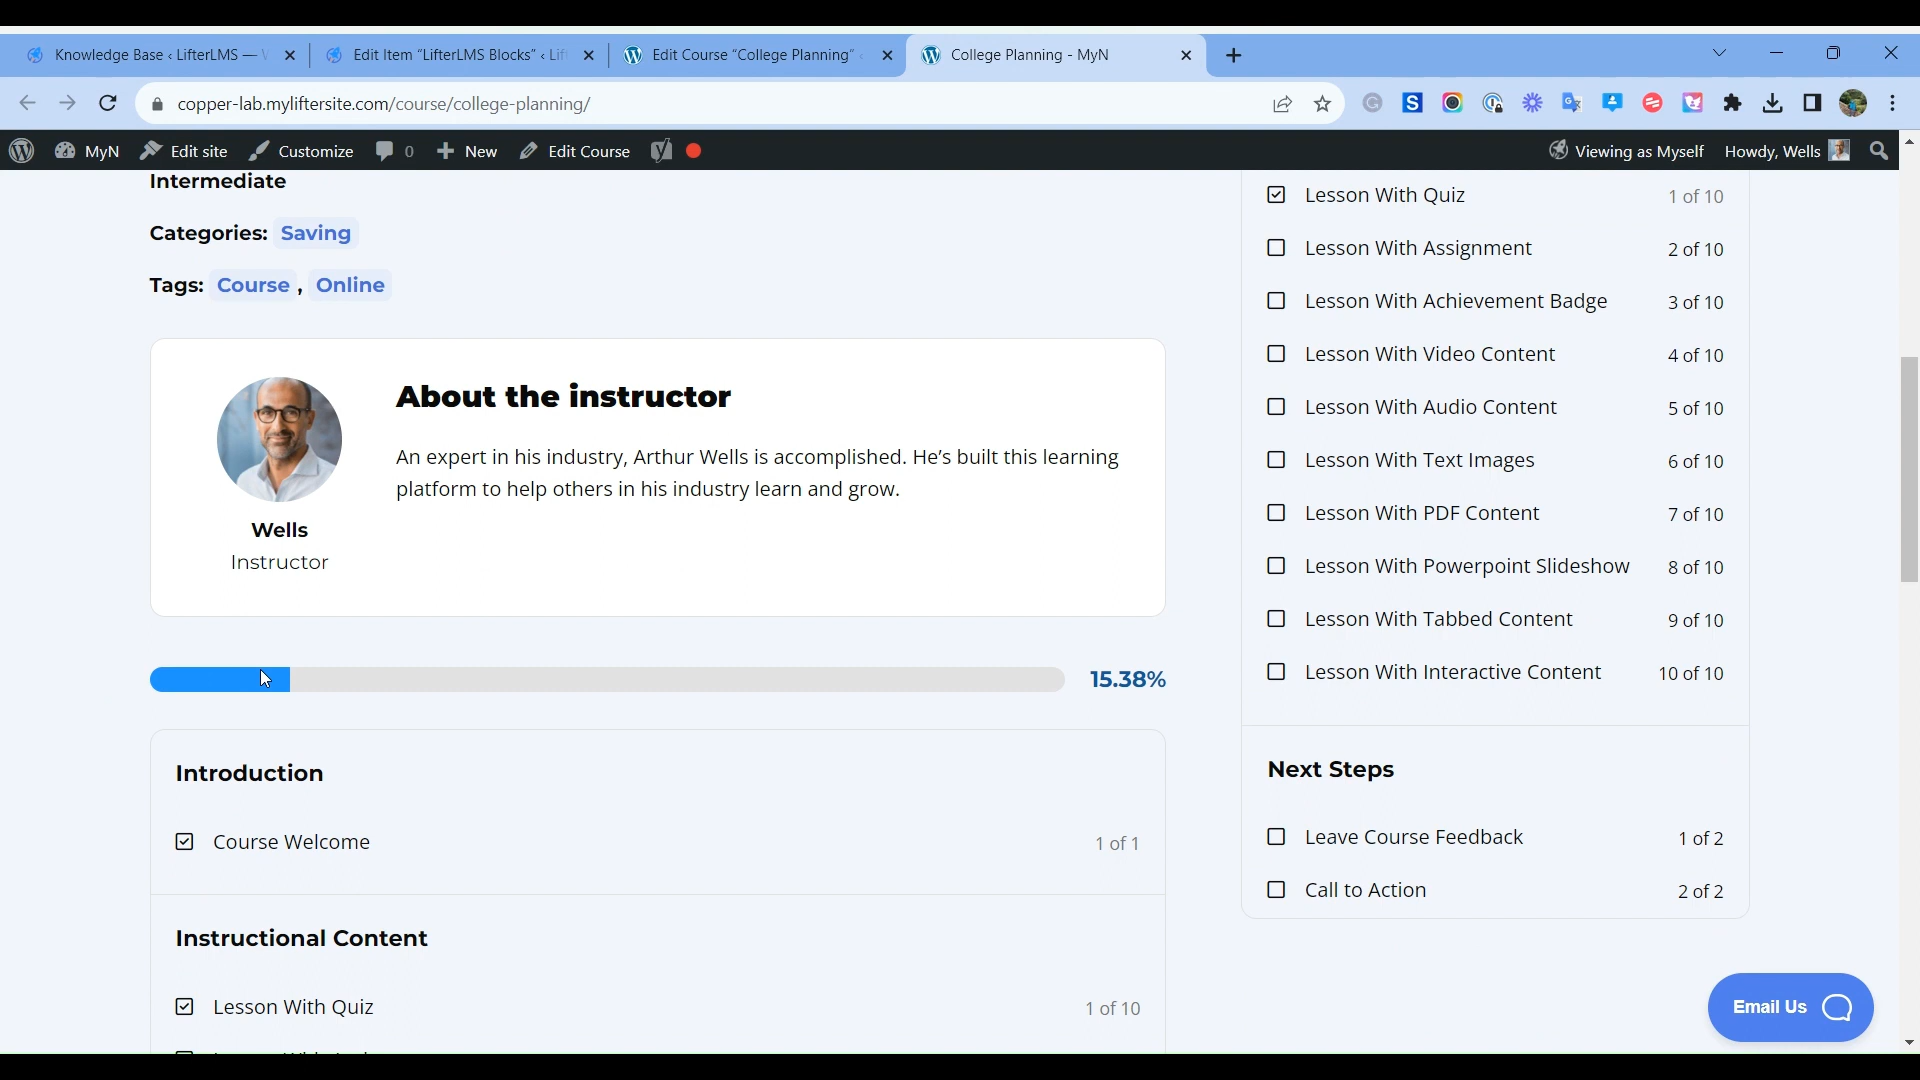 Knowledge Base ‹ LifterLMS —
Edit Item "LifterLMS Blocks" ‹ Lif
Edit Course "College Planning" ‹
College Planning - MyN
copper-lab.myliftersite.com/course/college-planning/
MyN
Edit site
Customize
0
New
Edit Course
Viewing as Myself
Howdy, Wells
Intermediate
Categories: Saving
Tags: Course , Online
About the instructor
An expert in his industry, Arthur Wells is accomplished. He’s built this learning
platform to help others in his industry learn and grow.
Wells
Instructor
15.38%
Introduction
Course Welcome 1 of 1
Instructional Content
Lesson With Quiz 1 of 10
Lesson With Quiz 1 of 10
Lesson With Assignment 2 of 10
Lesson With Achievement Badge 3 of 10
Lesson With Video Content 4 of 10
Lesson With Audio Content 5 of 10
Lesson With Text Images 6 of 10
Lesson With PDF Content 7 of 10
Lesson With Powerpoint Slideshow 8 of 10
Lesson With Tabbed Content 9 of 10
Lesson With Interactive Content 10 of 10
Next Steps
Leave Course Feedback 1 of 2
Call to Action 2 of 2
Email Us